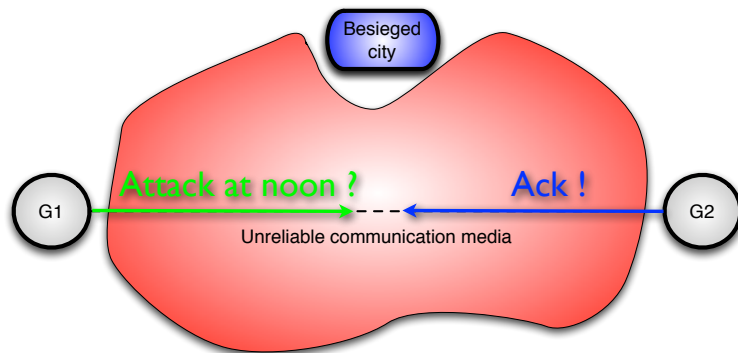 Besieged
city
Attack at noon ?
Ack !
G1
G2
Unreliable communication media